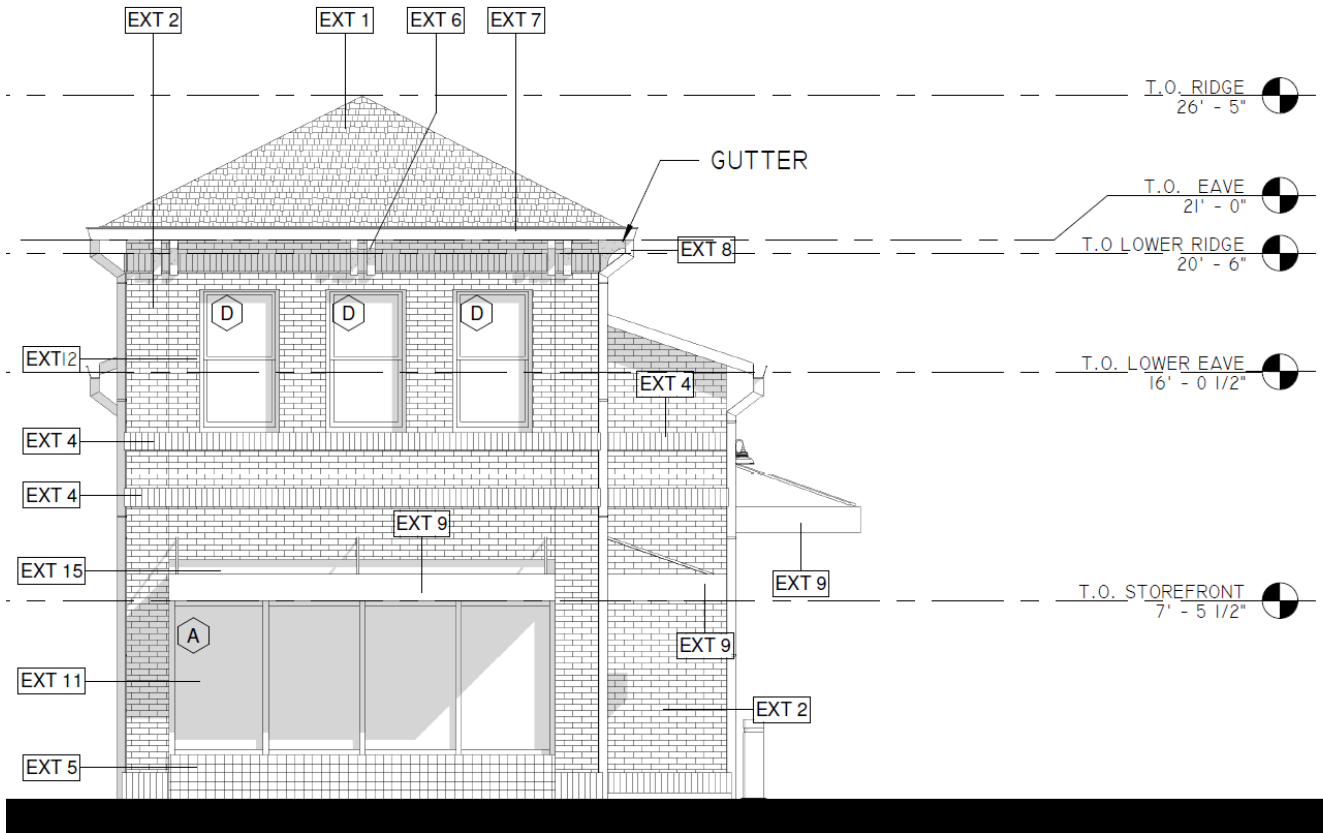 EXT 2
EXT 1
EXT 6
EXT 7
T.O. RIDGE
26' - 5"
GUTTER
T.O. EAVE
21' - 0"
EXT 8
T.O LOWER RIDGE
20' - 6"
D
D
D
EXT12
T.O. LOWER EAVE
16' - 0 1/2"
EXT 4
EXT 4
EXT 4
EXT 9
EXT 15
EXT 9
T.O. STOREFRONT
7' - 5 1/2"
A
EXT 9
EXT 11
EXT 2
EXT 5